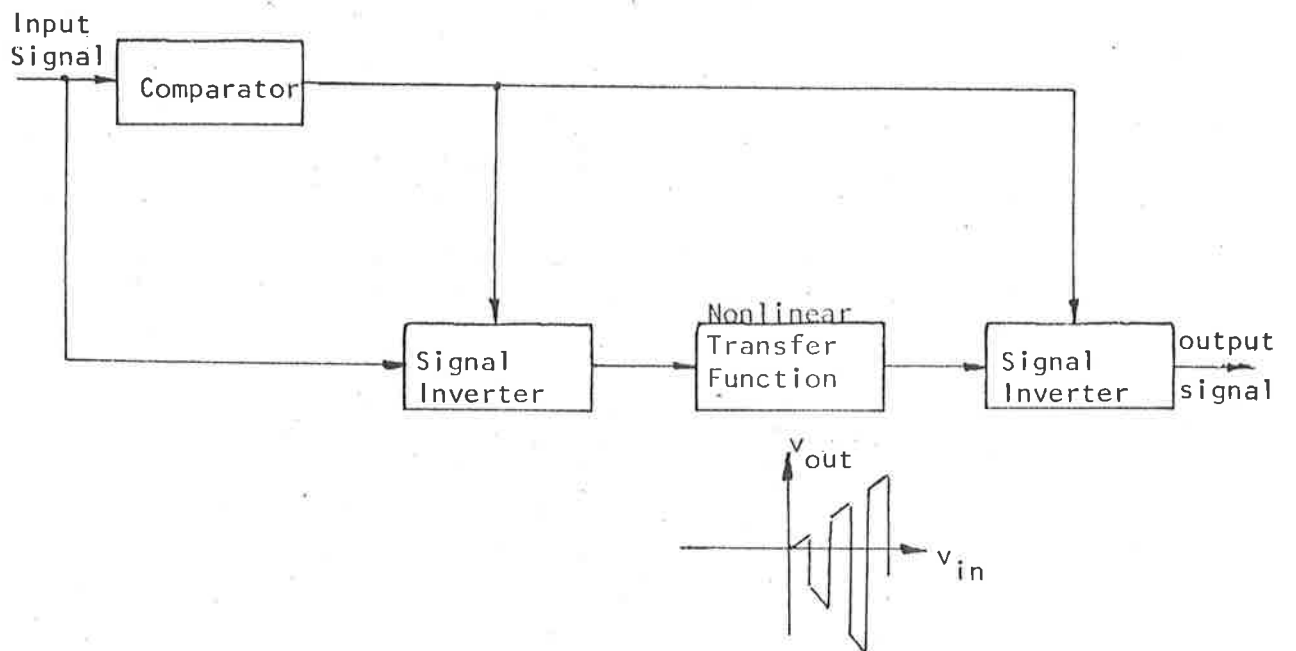 Input
Signal
Comparator
Signal
Inverter
Nonlinear
Transfer
Function
Signal
Inverter
output
signal
v out
v in